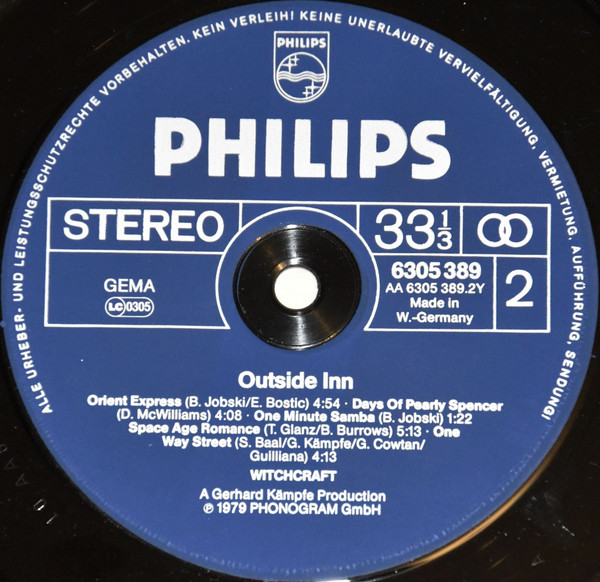 ALLE URHEBER- UND LEISTUNGSSCHUTZRECHTE VORBEHALTEN. KEIN VERLEIH! KEINE UNERLAUBTE VERVIELFÄLTIGUNG, VERMIETUNG, AUFFÜHRUNG, SENDUNG!
PHILIPS
PHILIPS
STEREO
33 1/3
GEMA
LC 0305
6305 389
AA 6305 389.2Y
Made in
W.-Germany
2
Outside Inn
Orient Express (B. Jobski/E. Bostic) 4:54 · Days Of Pearly Spencer
(D. McWilliams) 4:08 · One Minute Samba (B. Jobski) 1:22
Space Age Romance (T. Glanz/B. Burrows) 5:13 · One
Way Street (S. Baal/G. Kämpfe/G. Cowtan/
Guilliana) 4:13
WITCHCRAFT
A Gerhard Kämpfe Production
℗ 1979 PHONOGRAM GmbH